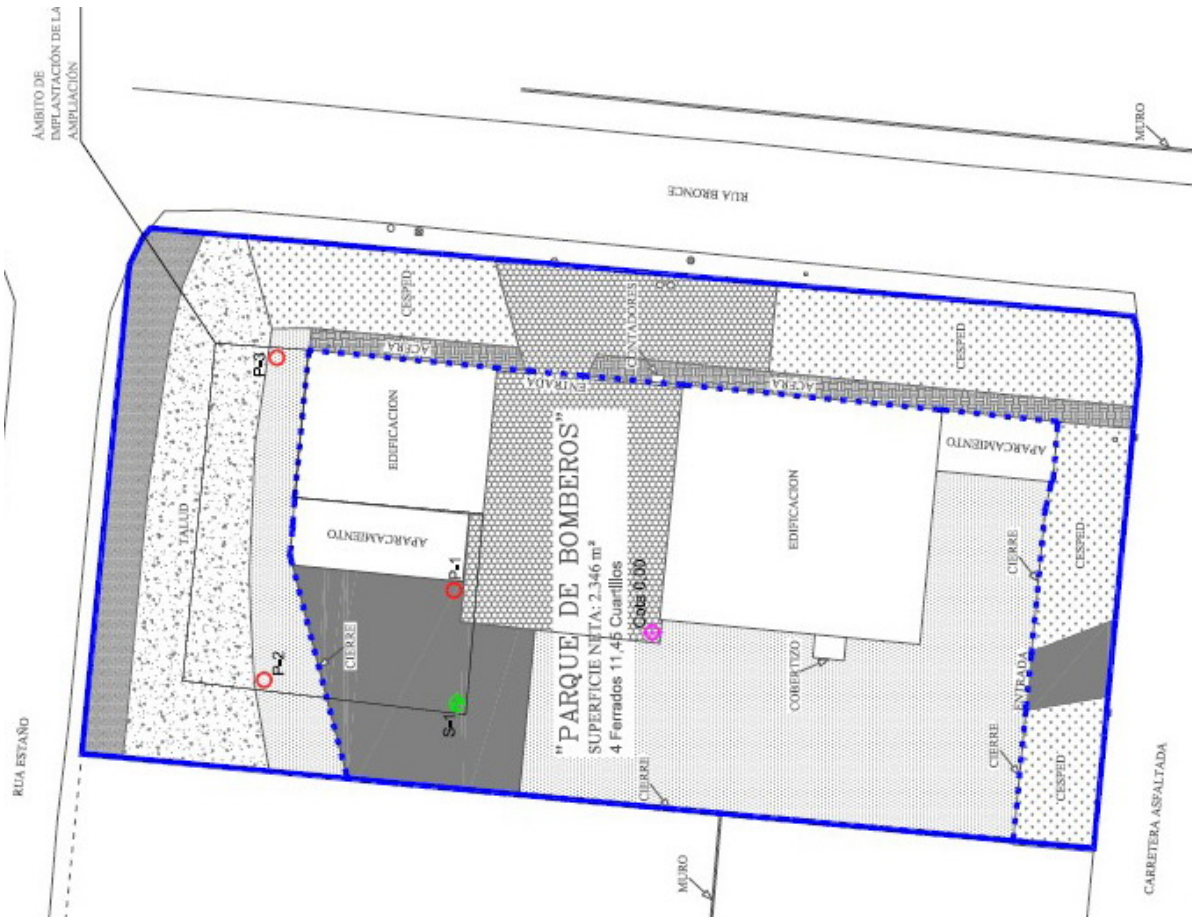 ÁMBITO DE
IMPLANTACIÓN DE LA
AMPLIACIÓN
MURO
RUA BRONCE
CESPED
CONTADORES
CESPED
P-3
ACERA
ENTRADA
ACERA
EDIFICACION
"PARQUE DE BOMBEROS"
SUPERFICIE NETA: 2.346 m²
4 Ferrados 11,45 Cuartillos
Cota 0,00
EDIFICACION
APARCAMIENTO
TALUD
APARCAMIENTO
P-1
CIERRE
CESPED
P-2
CIERRE
S-1
COBERTIZO
ENTRADA
RUA ESTAÑO
CIERRE
CIERRE
CESPED
MURO
CARRETERA ASFALTADA